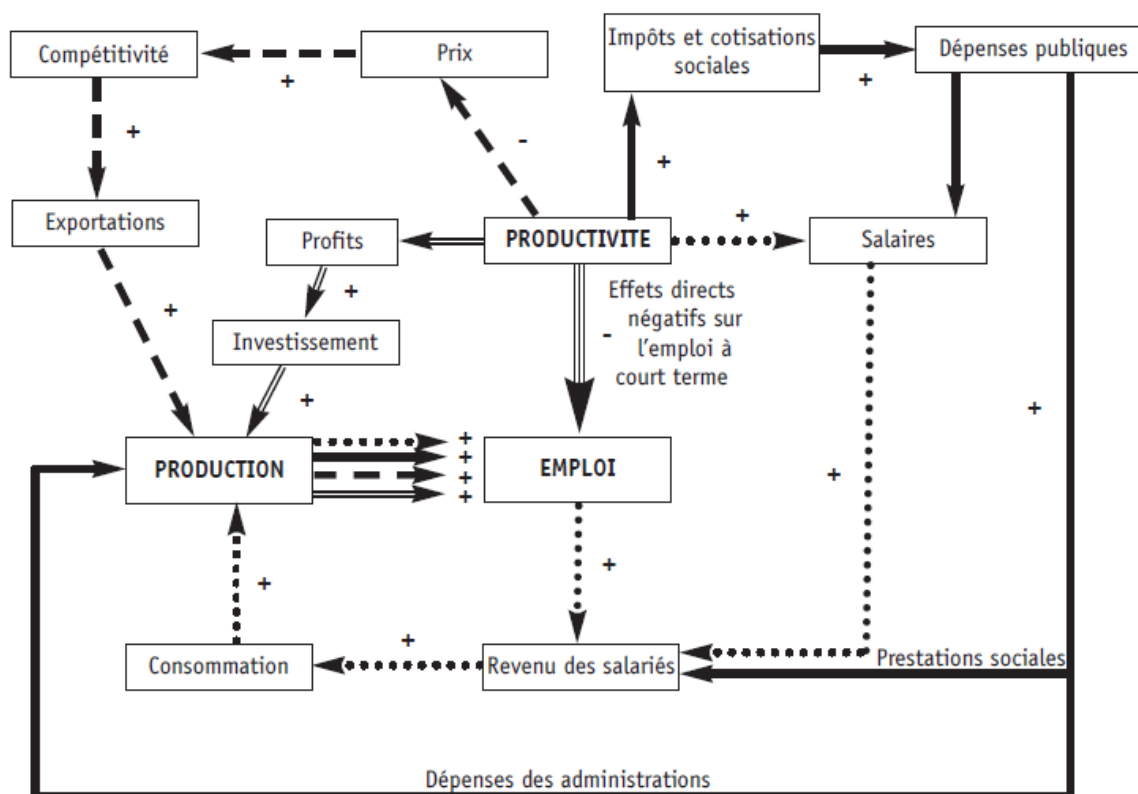 Compétitivité
Prix
Impôts et cotisations
sociales
Dépenses publiques
+
+
+
-
+
Exportations
Profits
PRODUCTIVITE
+
Salaires
+
+
Investissement
Effets directs
négatifs sur
-
l'emploi à
court terme
+
+
PRODUCTION
+
+
+
+
EMPLOI
+
+
+
+
Consommation
Revenu des salariés
Prestations sociales
Dépenses des administrations